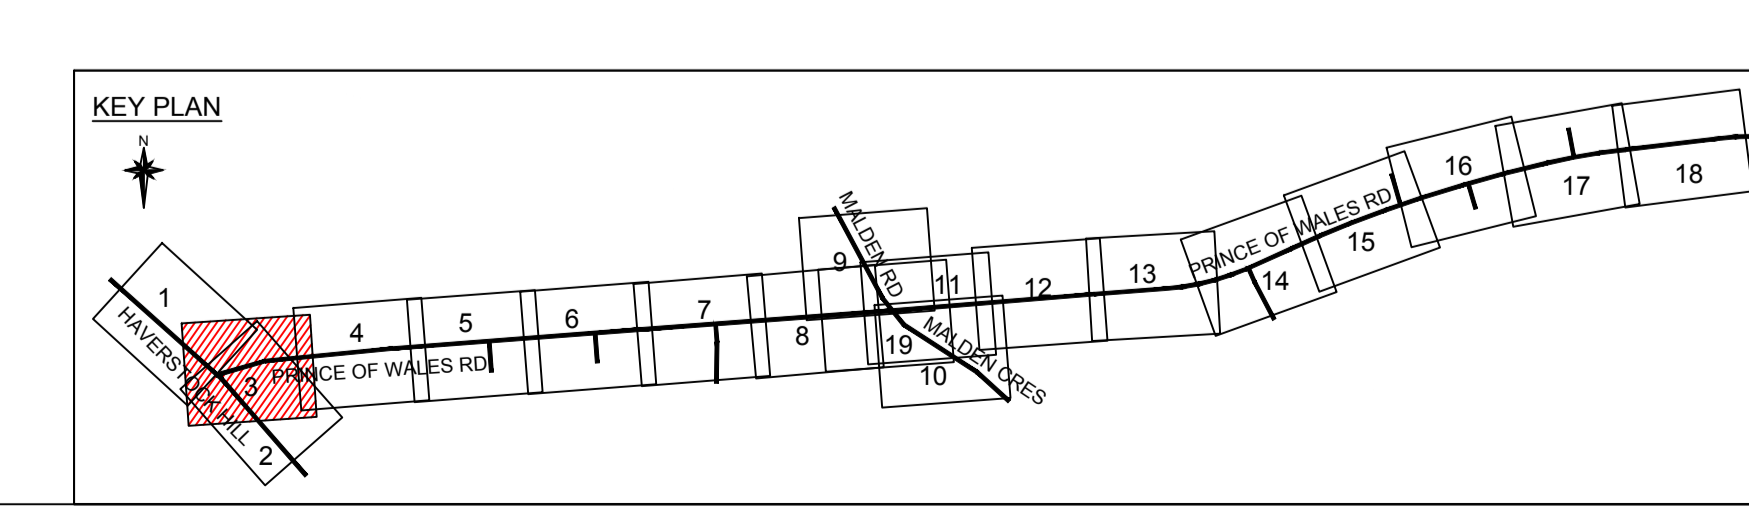 KEY PLAN
N
1
HAVERSTOCK HILL
3
2
PRINCE OF WALES RD
4
5
6
7
8
9
MALDEN RD
11
19
10
MALDEN CRES
12
13
PRINCE OF WALES RD
14
15
16
17
18